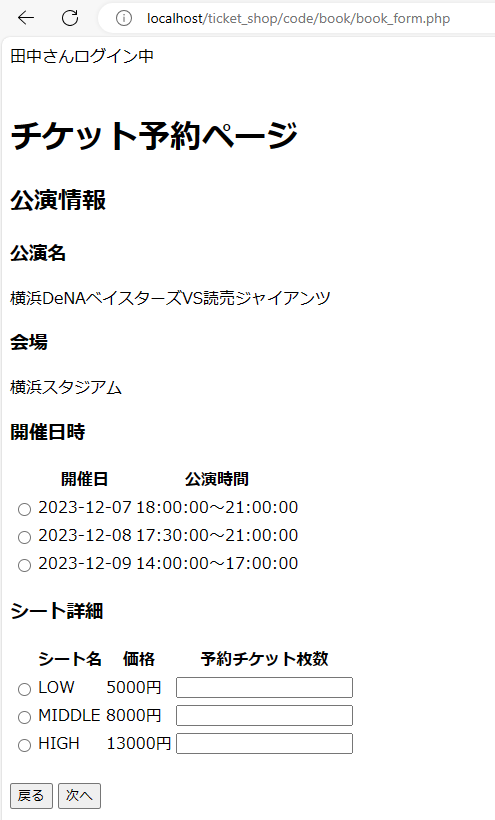 localhost/ticket_shop/code/book/book_form.php
田中さんログイン中
チケット予約ページ
公演情報
公演名
横浜DeNAベイスターズVS読売ジャイアンツ
会場
横浜スタジアム
開催日時
開催日 公演時間
2023-12-07 18:00:00～21:00:00
2023-12-08 17:30:00～21:00:00
2023-12-09 14:00:00～17:00:00
シート詳細
シート名 価格 予約チケット枚数
LOW 5000円
MIDDLE 8000円
HIGH 13000円
戻る 次へ